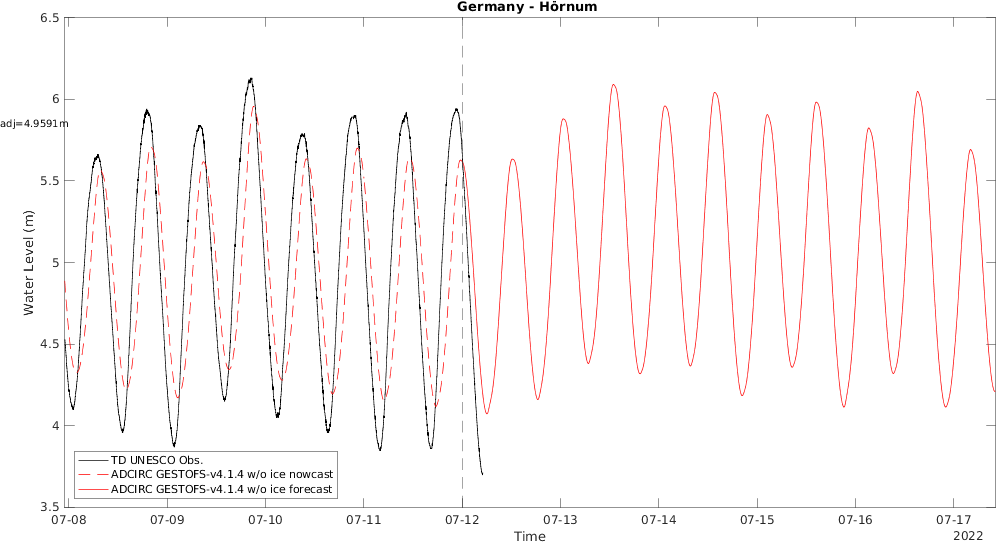 Germany - Hörnum
6.5
6
adj=4.9591m
5.5
5
4.5
4
3.5
Water Level (m)
TD UNESCO Obs.
ADCIRC GESTOFS-v4.1.4 w/o ice nowcast
ADCIRC GESTOFS-v4.1.4 w/o ice forecast
07-08 07-09 07-10 07-11 07-12 07-13 07-14 07-15 07-16 07-17
Time
2022